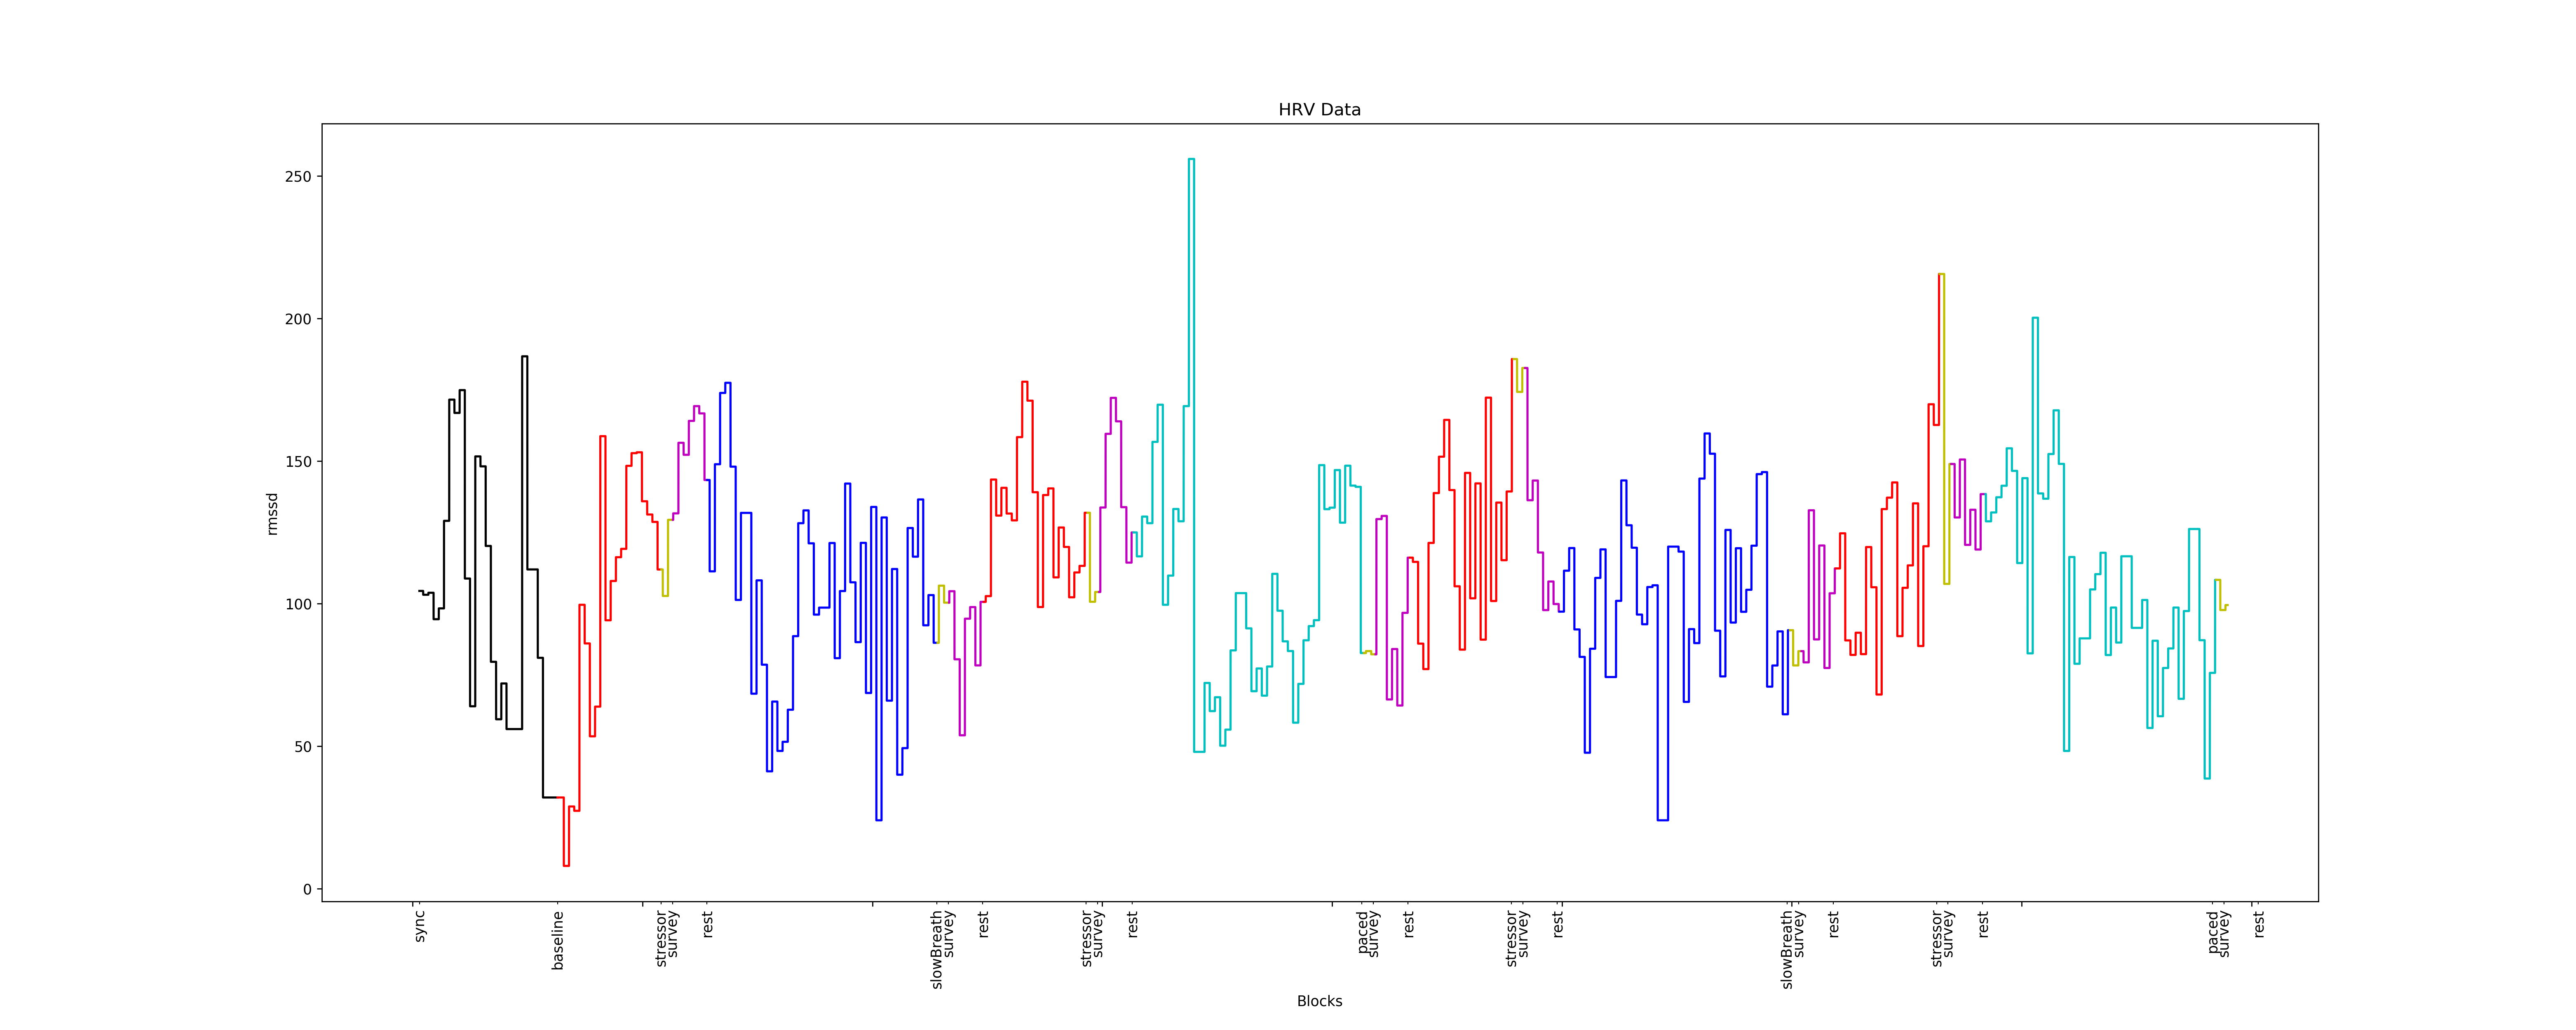 HRV Data
rmssd
250
200
150
100
50
0
sync
baseline
stressor
survey
rest
slowBreath
survey
rest
stressor
survey
rest
paced
survey
rest
stressor
survey
rest
slowBreath
survey
rest
stressor
survey
rest
paced
survey
rest
Blocks